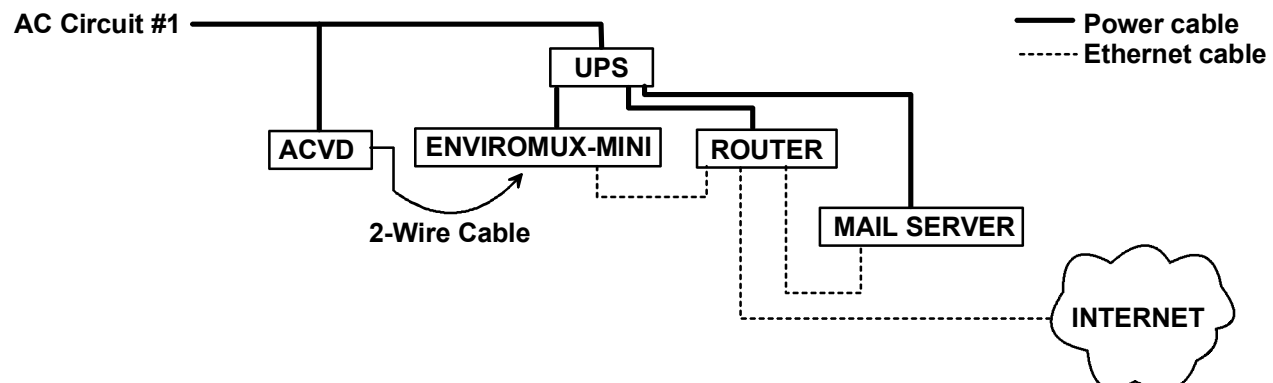 AC Circuit #1
Power cable
Ethernet cable
UPS
ACVD
ENVIROMUX-MINI
ROUTER
2-Wire Cable
MAIL SERVER
INTERNET